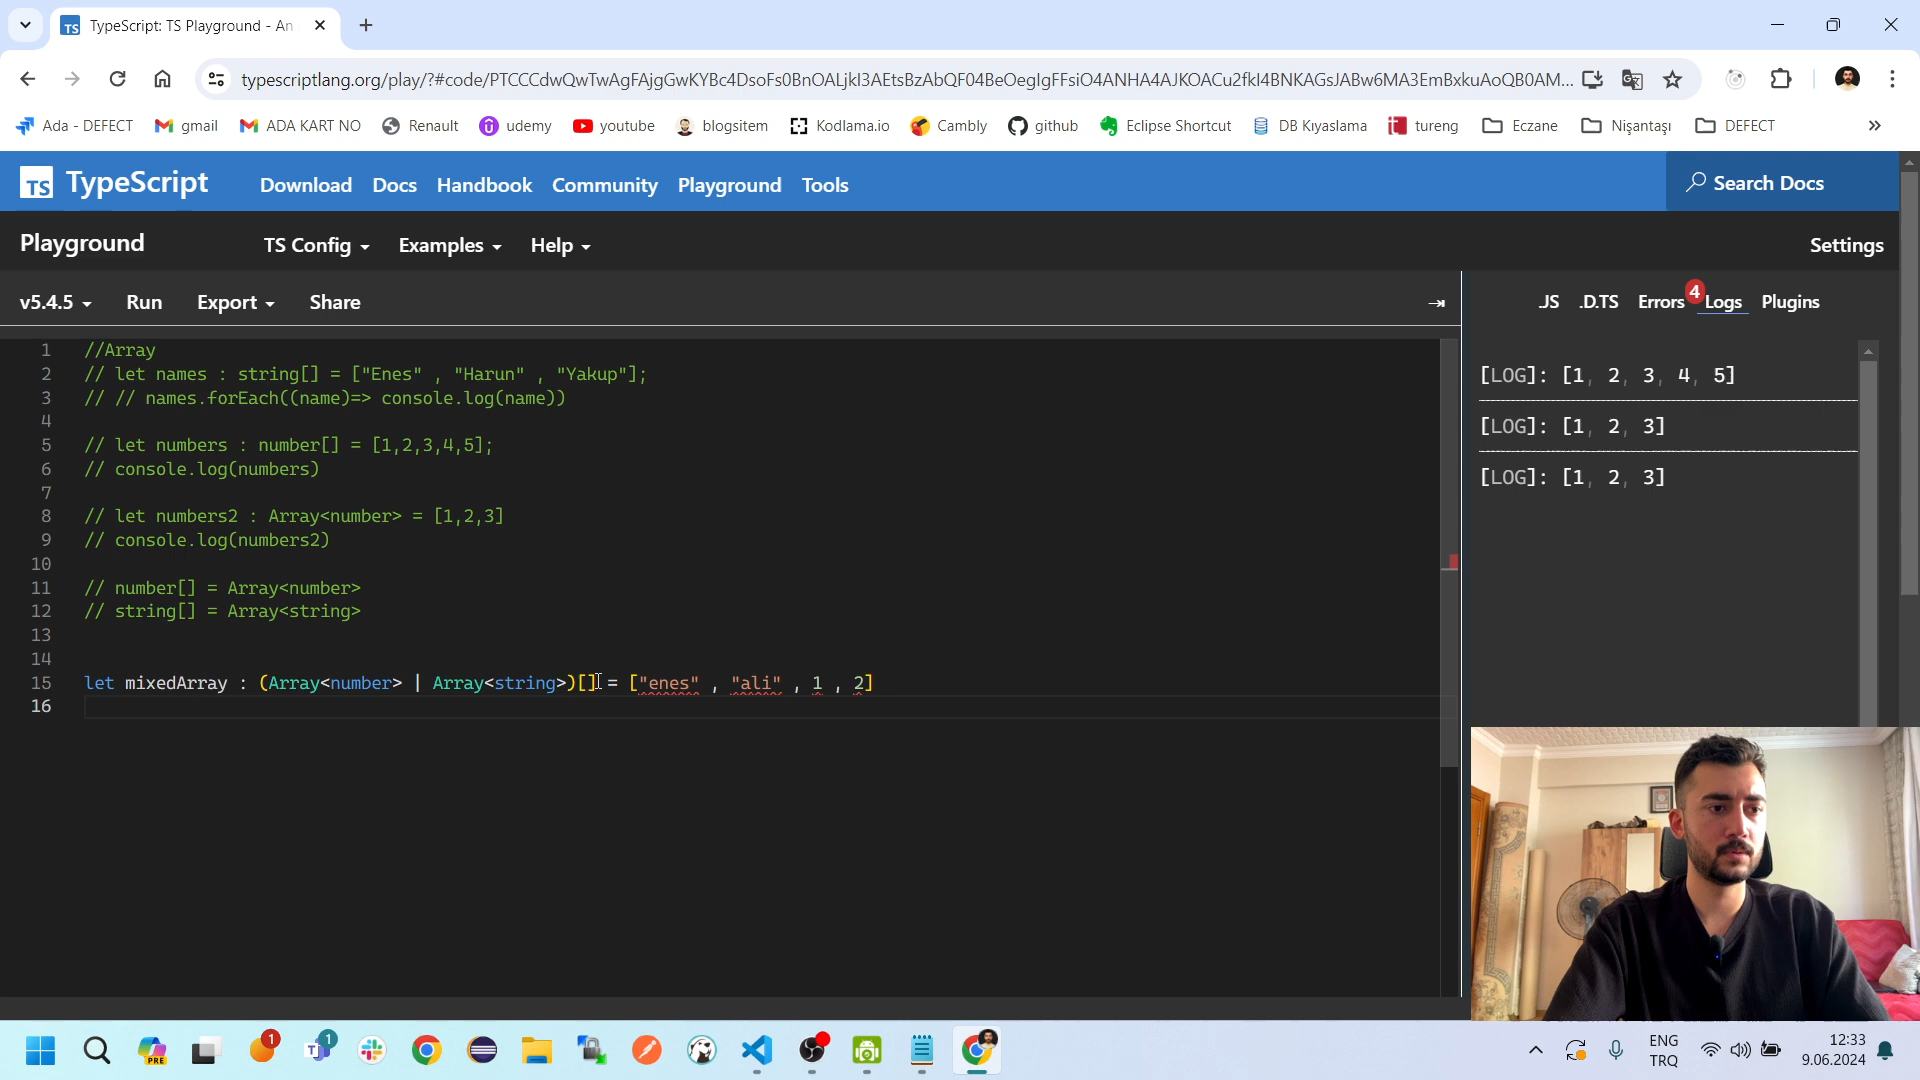 TypeScript: TS Playground - An
typescriptlang.org/play/?#code/PTCCCdwQwTwAgFAjgGwKYBc4DsoFs0BnOALjkI3AEtsBzAbQF04BeOegIgFFsiO4ANHA4AJKOACu2fkI4BNKAGsJABw6MA3EmBxkuAoQB0AM...
Ada - DEFECT
gmail
ADA KART NO
Renault
udemy
youtube
blogsitem
Kodlama.io
Cambly
github
Eclipse Shortcut
DB Kıyaslama
tureng
Eczane
Nişantaşı
DEFECT
TS TypeScript
Download Docs Handbook Community Playground Tools
Search Docs
Playground
TS Config Examples Help
Settings
v5.4.5 Run Export Share
.JS .D.TS Errors 4 Logs Plugins
1 //Array
2 // let names : string[] = ["Enes" , "Harun" , "Yakup"];
3 // // names.forEach((name)=> console.log(name))
4
5 // let numbers : number[] = [1,2,3,4,5];
6 // console.log(numbers)
7
8 // let numbers2 : Array<number> = [1,2,3]
9 // console.log(numbers2)
10
11 // number[] = Array<number>
12 // string[] = Array<string>
13
14
15 let mixedArray : (Array<number> | Array<string>)[] = ["enes" , "ali" , 1 , 2]
16
[LOG]: [1, 2, 3, 4, 5]
[LOG]: [1, 2, 3]
[LOG]: [1, 2, 3]
PRE
1
1
ENG
TRQ
12:33
9.06.2024